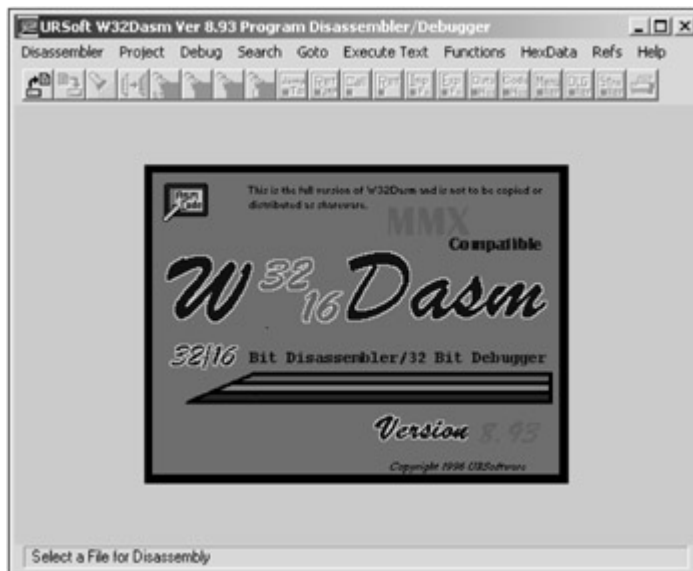 URSoft W32Dasm Ver 8.93 Program Disassembler/Debugger
Disassembler Project Debug Search Goto Execute Text Functions HexData Refs Help
This is the full version of W32Dasm and is not to be copied or
distributed as shareware.
MMX
Compatible
W 32 16 Dasm
32/16 Bit Disassembler/32 Bit Debugger
Version 8.93
Copyright 1996 URSoftware
Select a File for Disassembly